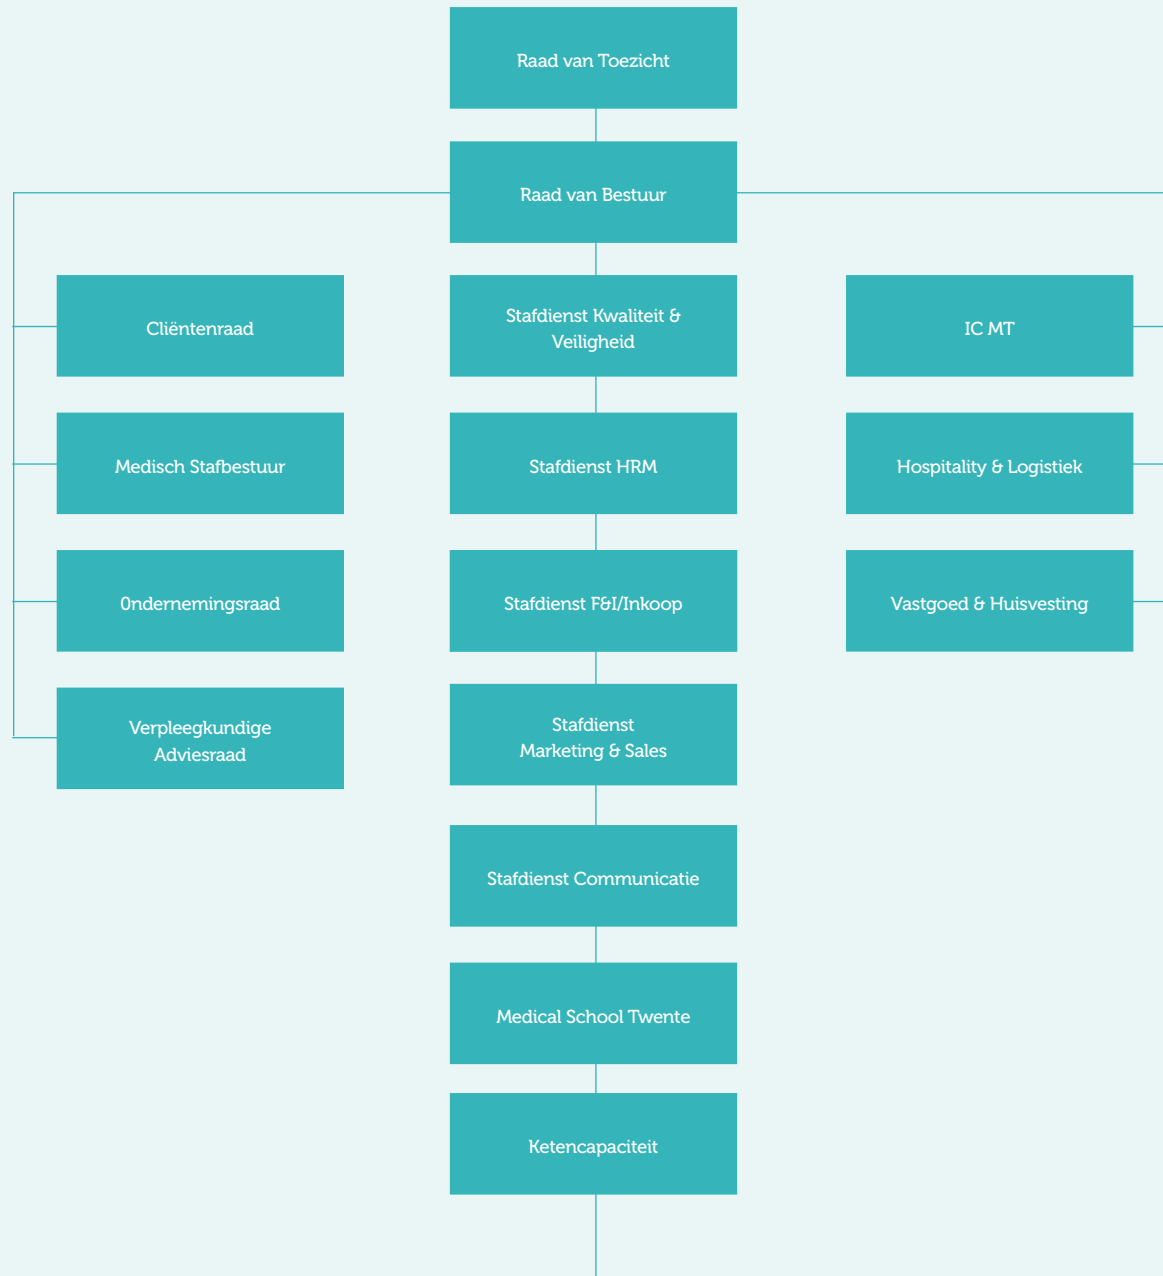 Raad van Toezicht
Raad van Bestuur
Cliëntenraad
Medisch Stafbestuur
0ndernemingsraad
Verpleegkundige
Adviesraad
Stafdienst Kwaliteit &
Veiligheid
Stafdienst HRM
Stafdienst F&I/Inkoop
Stafdienst
Marketing & Sales
Stafdienst Communicatie
Medical School Twente
Ketencapaciteit
IC MT
Hospitality & Logistiek
Vastgoed & Huisvesting